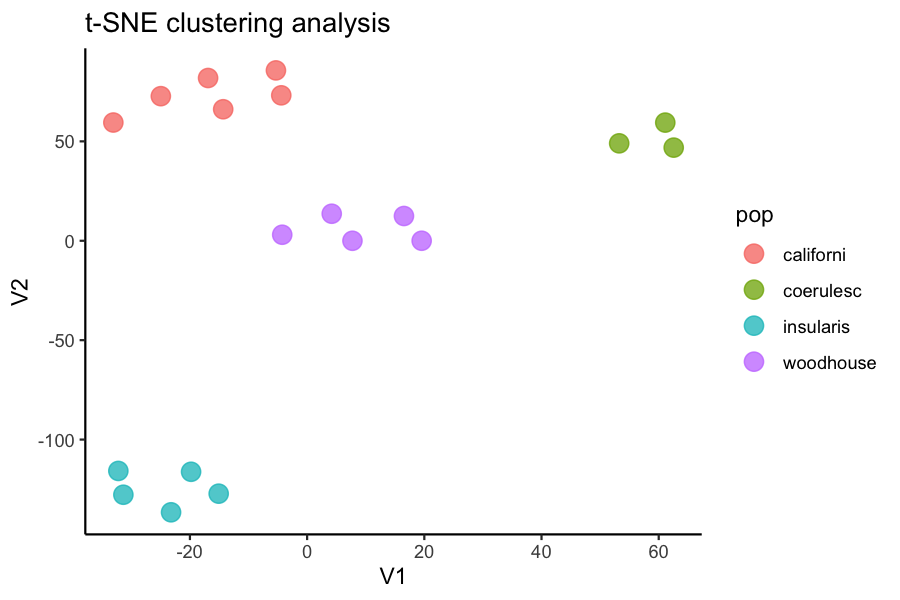 t-SNE clustering analysis
50
0
-50
-100
V2
-20
0
20
40
60
V1
pop
californi
coerulesc
insularis
woodhouse